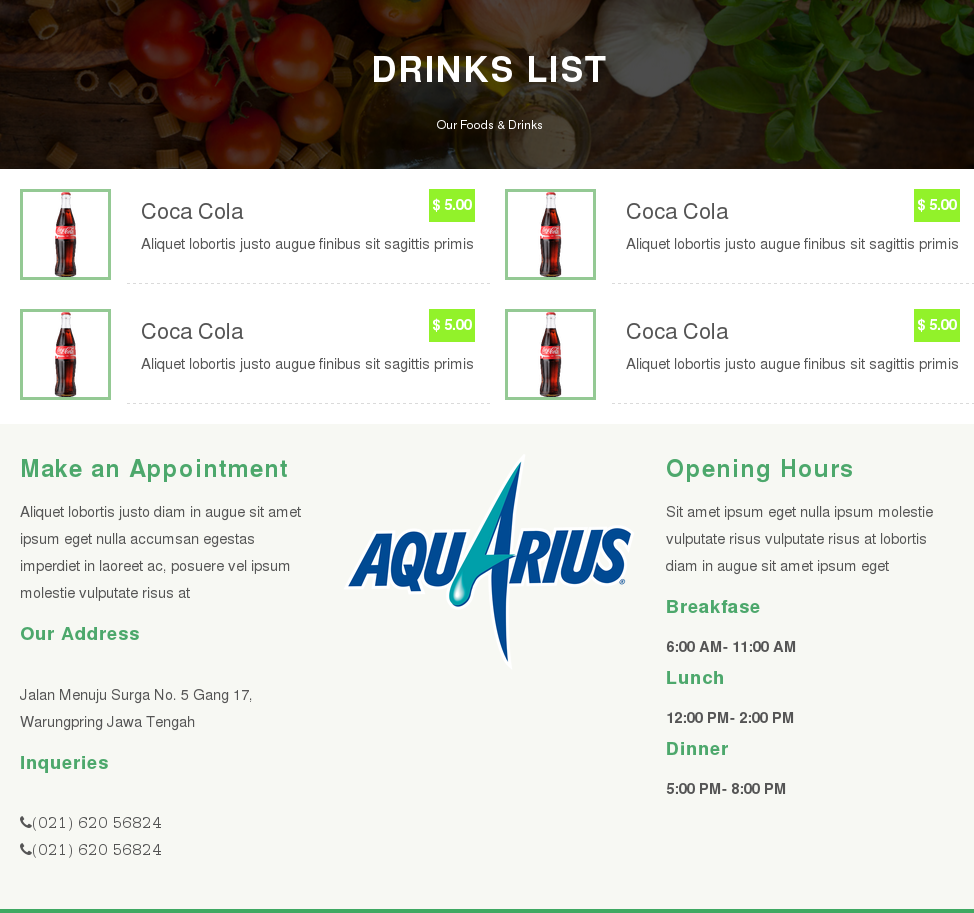 DRINKS LIST
Our Foods & Drinks
Coca Cola
$ 5.00
Aliquet lobortis justo augue finibus sit sagittis primis
Coca Cola
$ 5.00
Aliquet lobortis justo augue finibus sit sagittis primis
Coca Cola
$ 5.00
Aliquet lobortis justo augue finibus sit sagittis primis
Coca Cola
$ 5.00
Aliquet lobortis justo augue finibus sit sagittis primis
Make an Appointment
Aliquet lobortis justo diam in augue sit amet
ipsum eget nulla accumsan egestas
imperdiet in laoreet ac, posuere vel ipsum
molestie vulputate risus at
Our Address
Jalan Menuju Surga No. 5 Gang 17,
Warungpring Jawa Tengah
Inqueries
(021) 620 56824
(021) 620 56824
AQUARIUS®
Opening Hours
Sit amet ipsum eget nulla ipsum molestie
vulputate risus vulputate risus at lobortis
diam in augue sit amet ipsum eget
Breakfase
6:00 AM- 11:00 AM
Lunch
12:00 PM- 2:00 PM
Dinner
5:00 PM- 8:00 PM